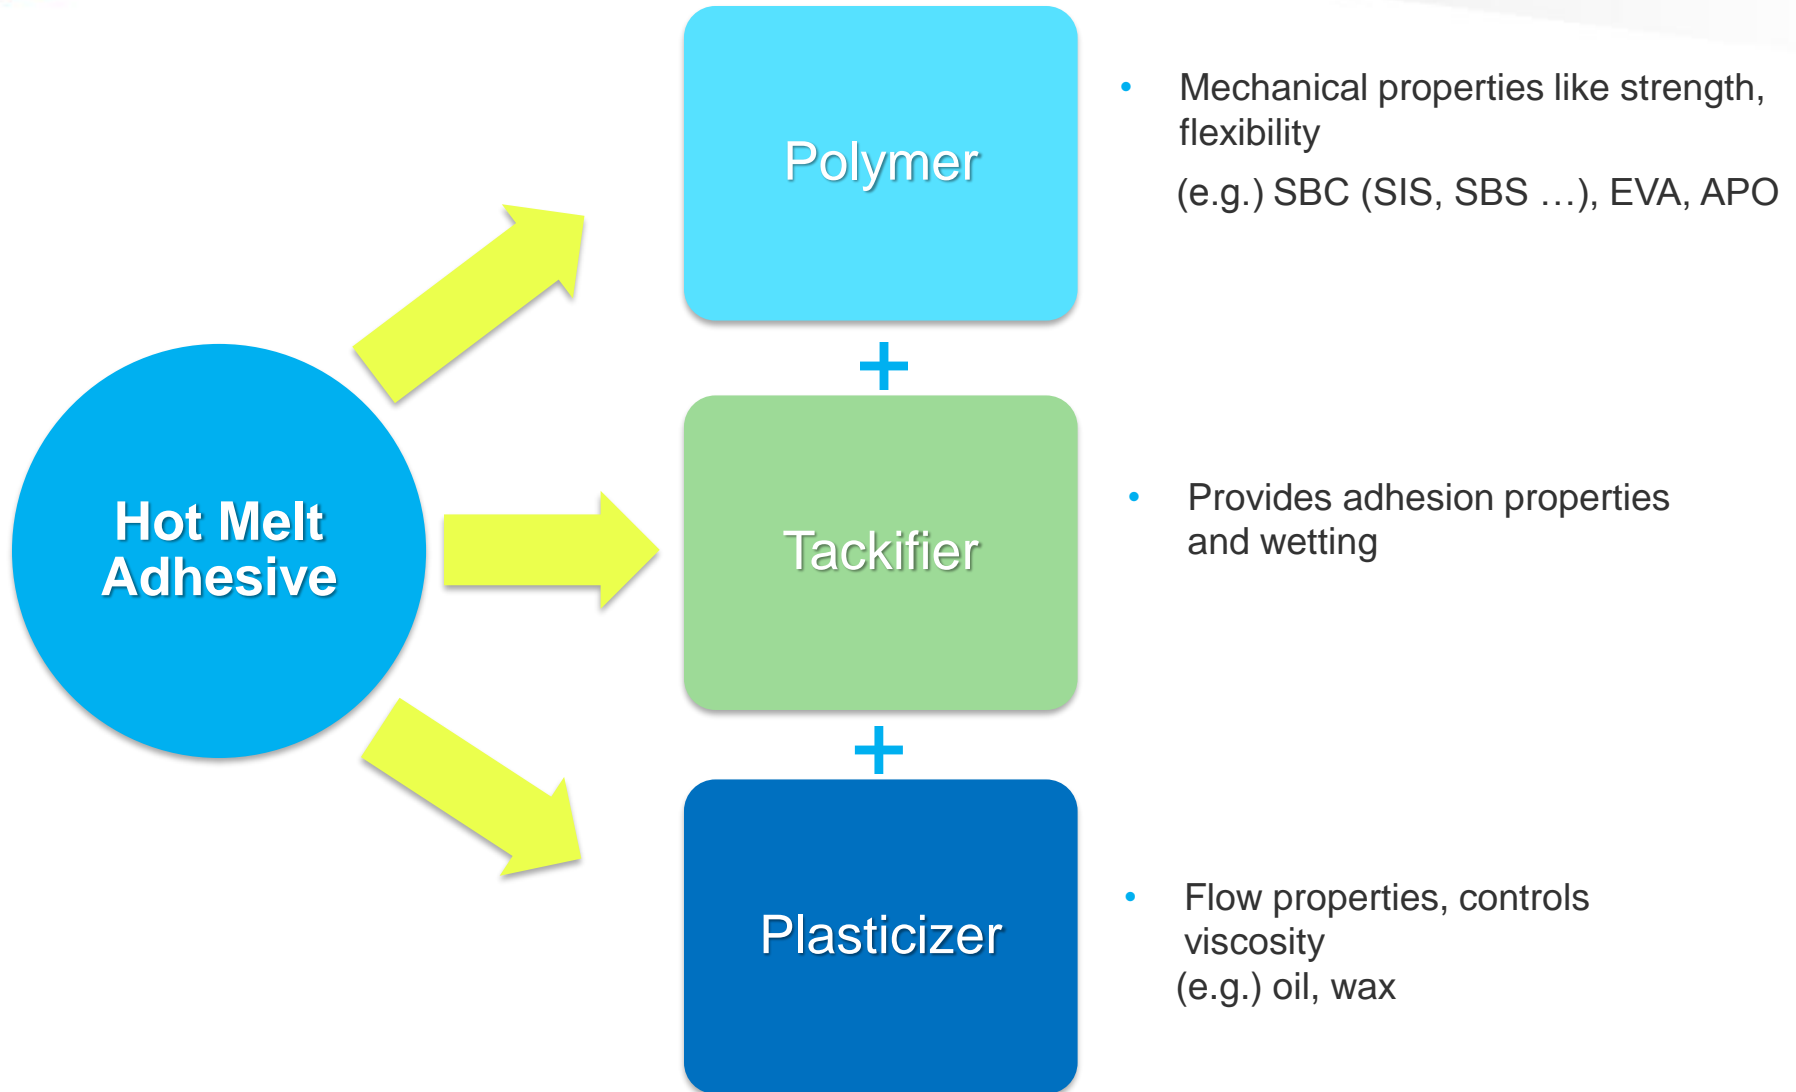 Hot Melt
Adhesive
Polymer
• Mechanical properties like strength,
flexibility
(e.g.) SBC (SIS, SBS …), EVA, APO
+
Tackifier
• Provides adhesion properties
and wetting
+
Plasticizer
• Flow properties, controls
viscosity
(e.g.) oil, wax